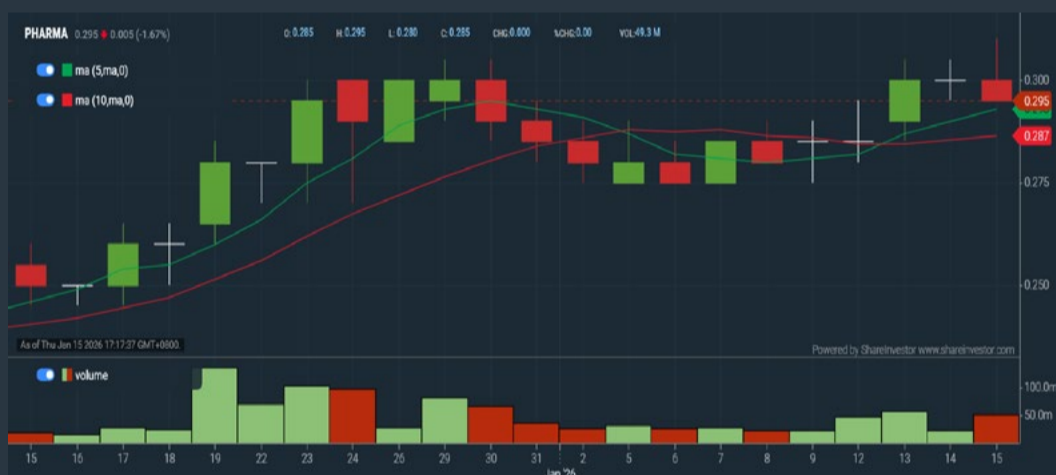 PHARMA 0.295 0.005 (-1.67%) O: 0.285 H: 0.295 L: 0.280 C: 0.285 CHG:0.000 %CHG:0.00 VOL:49.3 M
ma (5,ma,0)
ma (10,ma,0)
0.300
0.295
0.287
0.275
0.250
As of Thu Jan 15 2026 17:17:37 GMT+0800.
Powered by ShareInvestor www.shareinvestor.com
volume
100.0m
50.0m
15 16 17 18 19 22 23 24 26 29 30 31 2 5 6 7 8 9 12 13 14 15
Jan '26